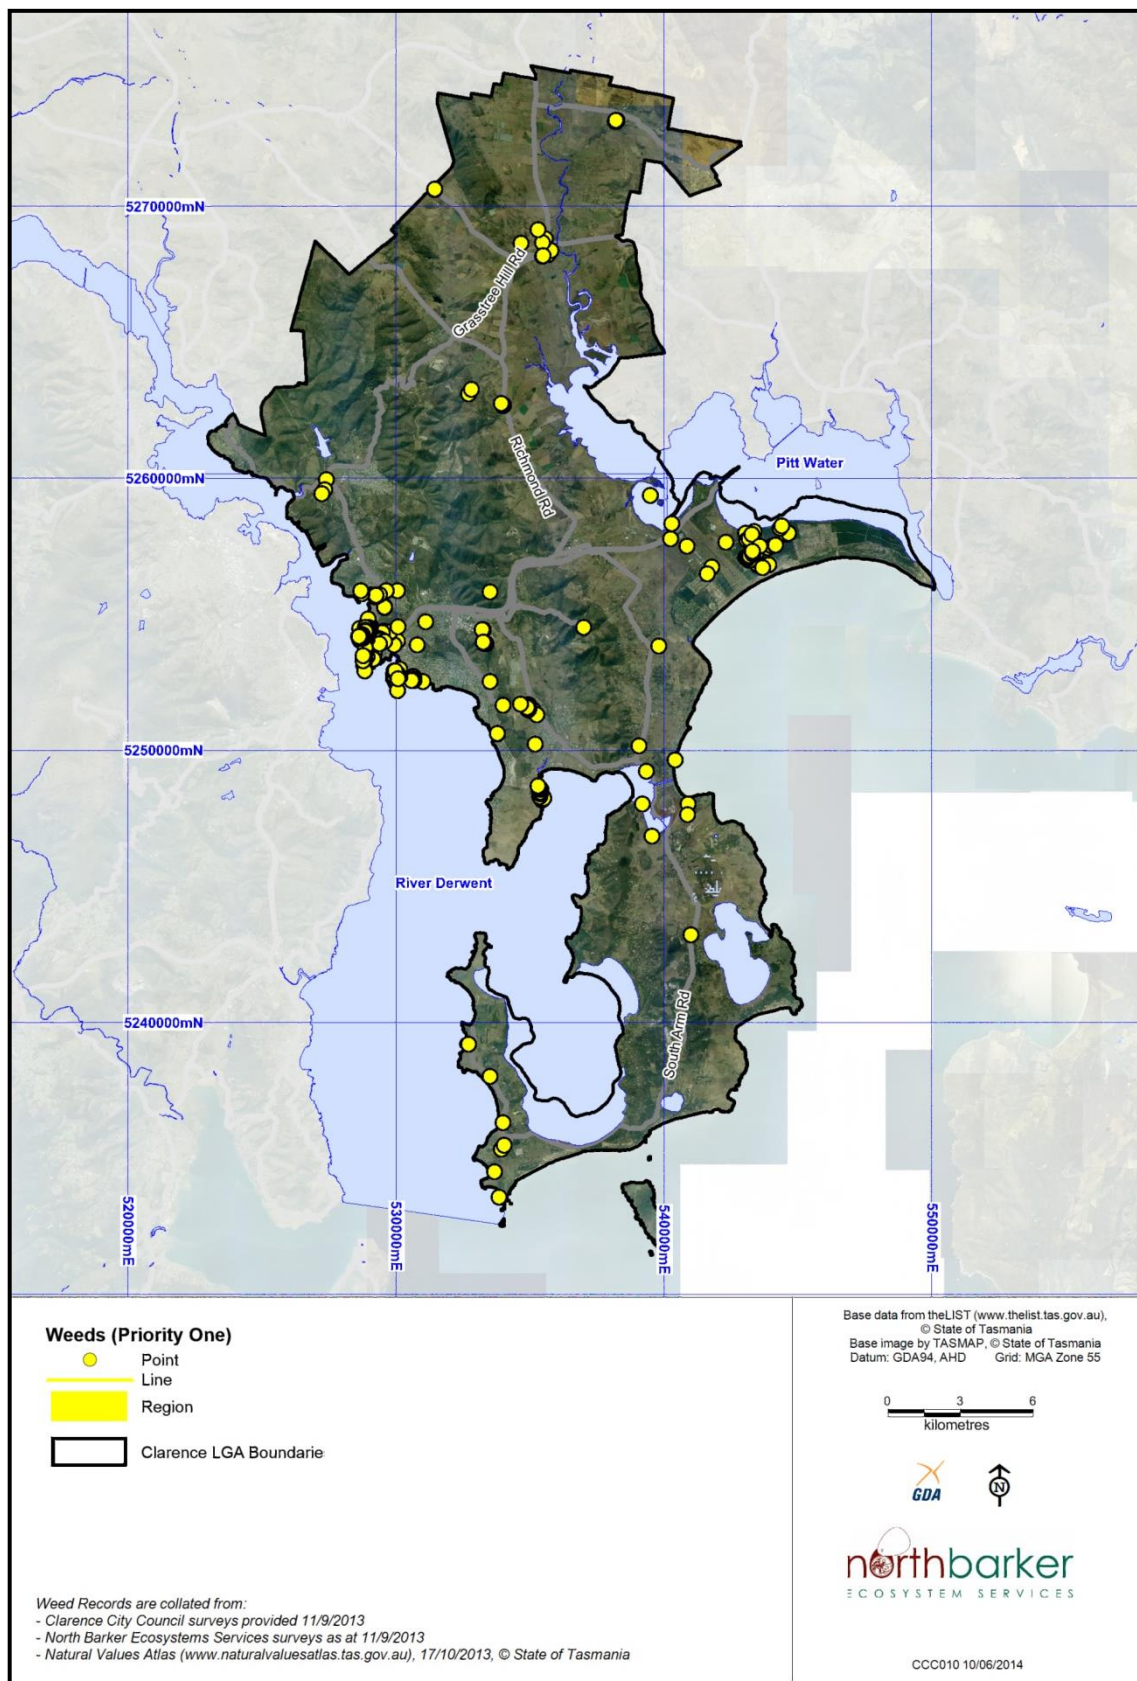 5270000mN
Grasstree Hill Rd
Pitt Water
5260000mN
Richmond Rd
5250000mN
River Derwent
5240000mN
South Arm Rd
520000mE
530000mE
540000mE
550000mE
Weeds (Priority One)
Point
Line
Region
Clarence LGA Boundarie
Weed Records are collated from:
- Clarence City Council surveys provided 11/9/2013
- North Barker Ecosystems Services surveys as at 11/9/2013
- Natural Values Atlas (www.naturalvaluesatlas.tas.gov.au), 17/10/2013, © State of Tasmania
Base data from theLIST (www.thelist.tas.gov.au),
© State of Tasmania
Base image by TASMAP, © State of Tasmania
Datum: GDA94, AHD Grid: MGA Zone 55
0 3 6
kilometres
GDA
N
northbarker
ECOSYSTEM SERVICES
CCC010 10/06/2014